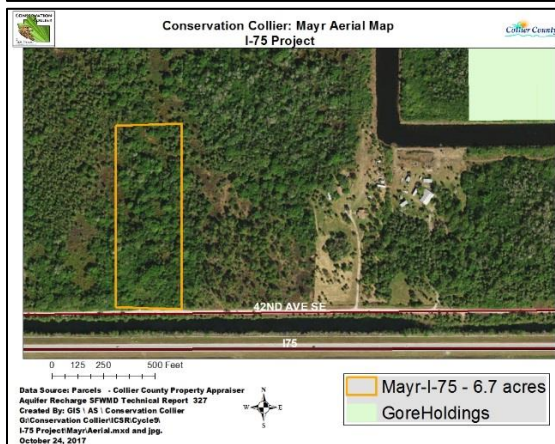 Conservation Collier: Mayr Aerial Map
I-75 Project
Collier County
42ND AVE SE
I75
0 125 250 500 Feet
Data Source: Parcels - Collier County Property Appraiser
Aquifer Recharge SFWMD Technical Report 327
Created By: GIS \ AS \ Conservation Collier
G:\Conservation Collier\ICSR\Cycle9\
I-75 Project\Mayr\Aerial.mxd and jpg.
October 24, 2017
N
W E
S
Mayr-I-75 - 6.7 acres
GoreHoldings